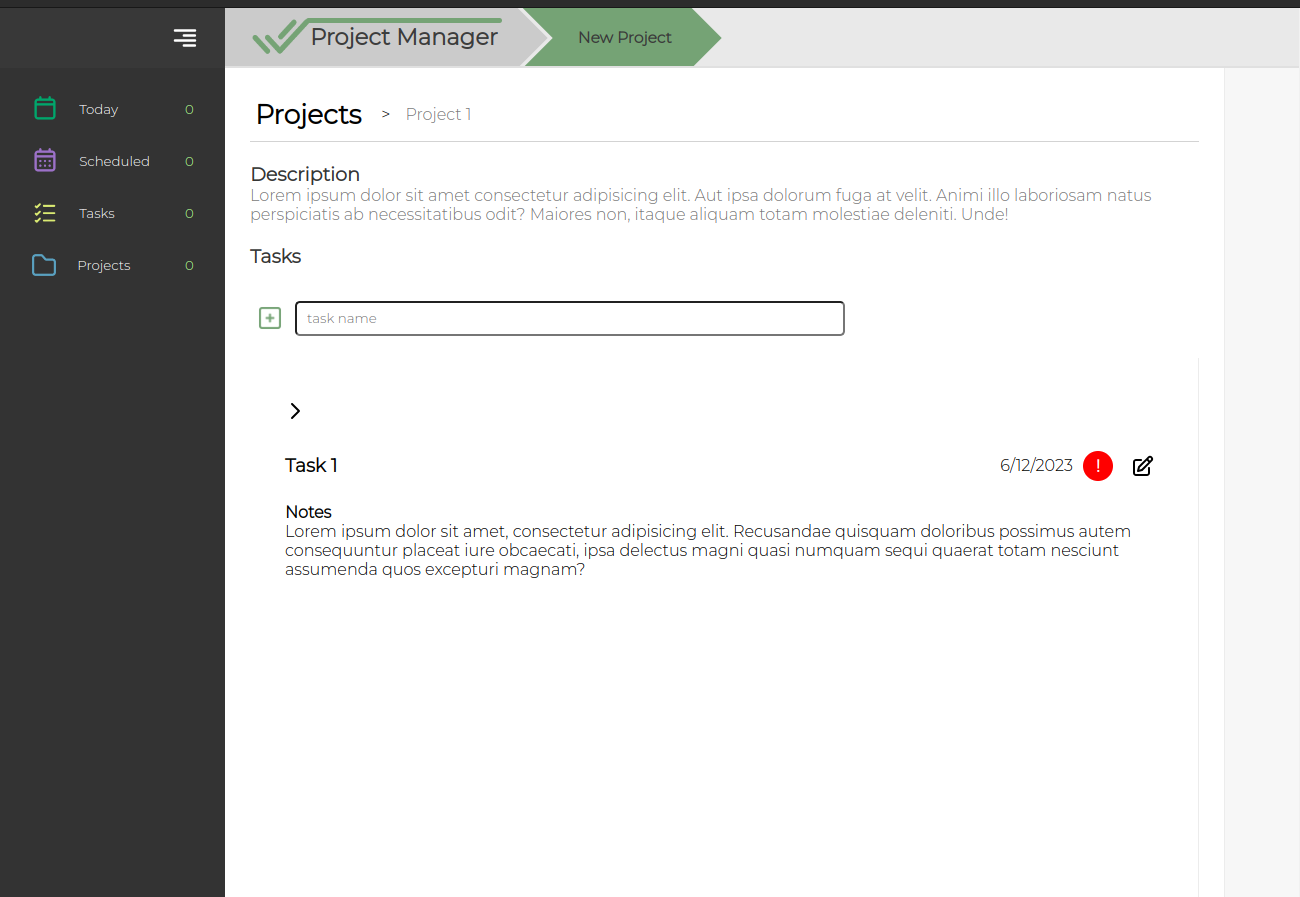 Project Manager
New Project
Today 0
Scheduled 0
Tasks 0
Projects 0
Projects > Project 1
Description
Lorem ipsum dolor sit amet consectetur adipisicing elit. Aut ipsa dolorum fuga at velit. Animi illo laboriosam natus
perspiciatis ab necessitatibus odit? Maiores non, itaque aliquam totam molestiae deleniti. Unde!
Tasks
task name
Task 1
6/12/2023 !
Notes
Lorem ipsum dolor sit amet, consectetur adipisicing elit. Recusandae quisquam doloribus possimus autem
consequuntur placeat iure obcaecati, ipsa delectus magni quasi numquam sequi quaerat totam nesciunt
assumenda quos excepturi magnam?